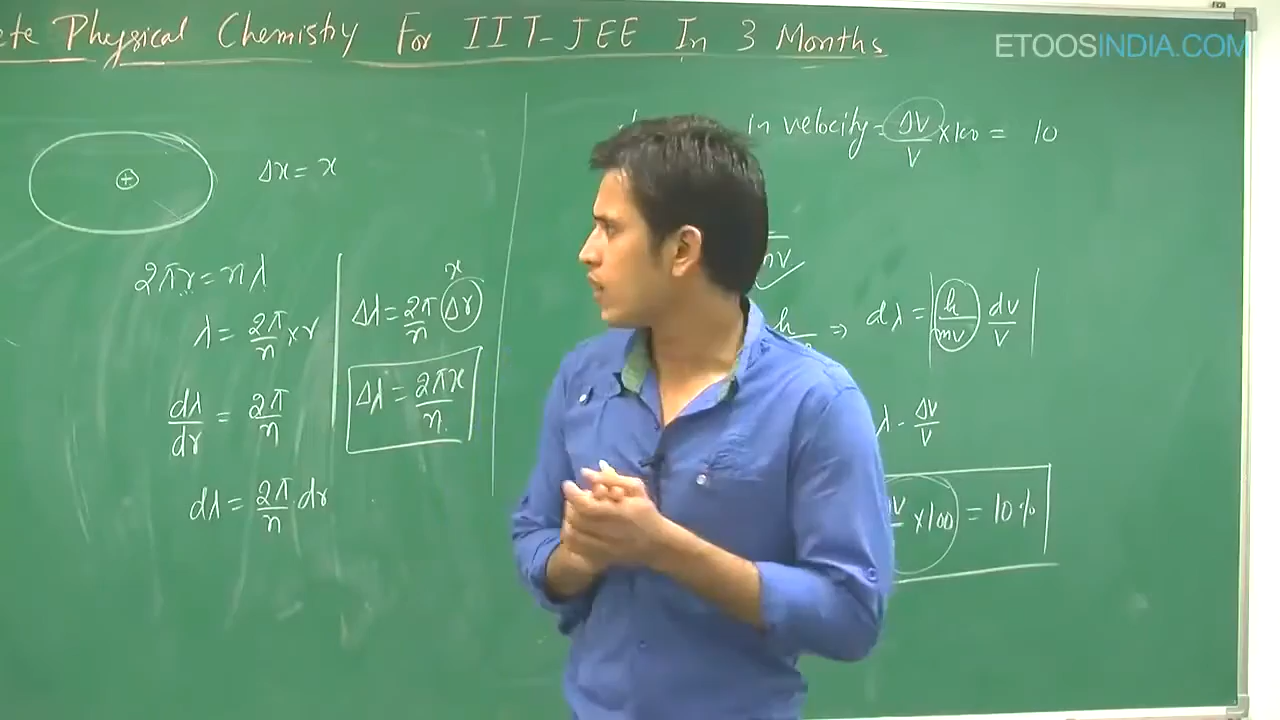 ete Physical Chemistry For IIT-JEE In 3 Months
ETOOSINDIA.COM
+
Δx = x
2πr = nλ
λ = 2π/n × r
dλ/dr = 2π/n
dλ = 2π/n · dr
x
Δλ = 2π/n Δr
Δλ = 2πx/n
in velocity = ΔV/V × 100 = 10
mv ✓
h ⇒ dλ = |h/mv dv/v|
λ - ΔV/V
× 100 = 10%